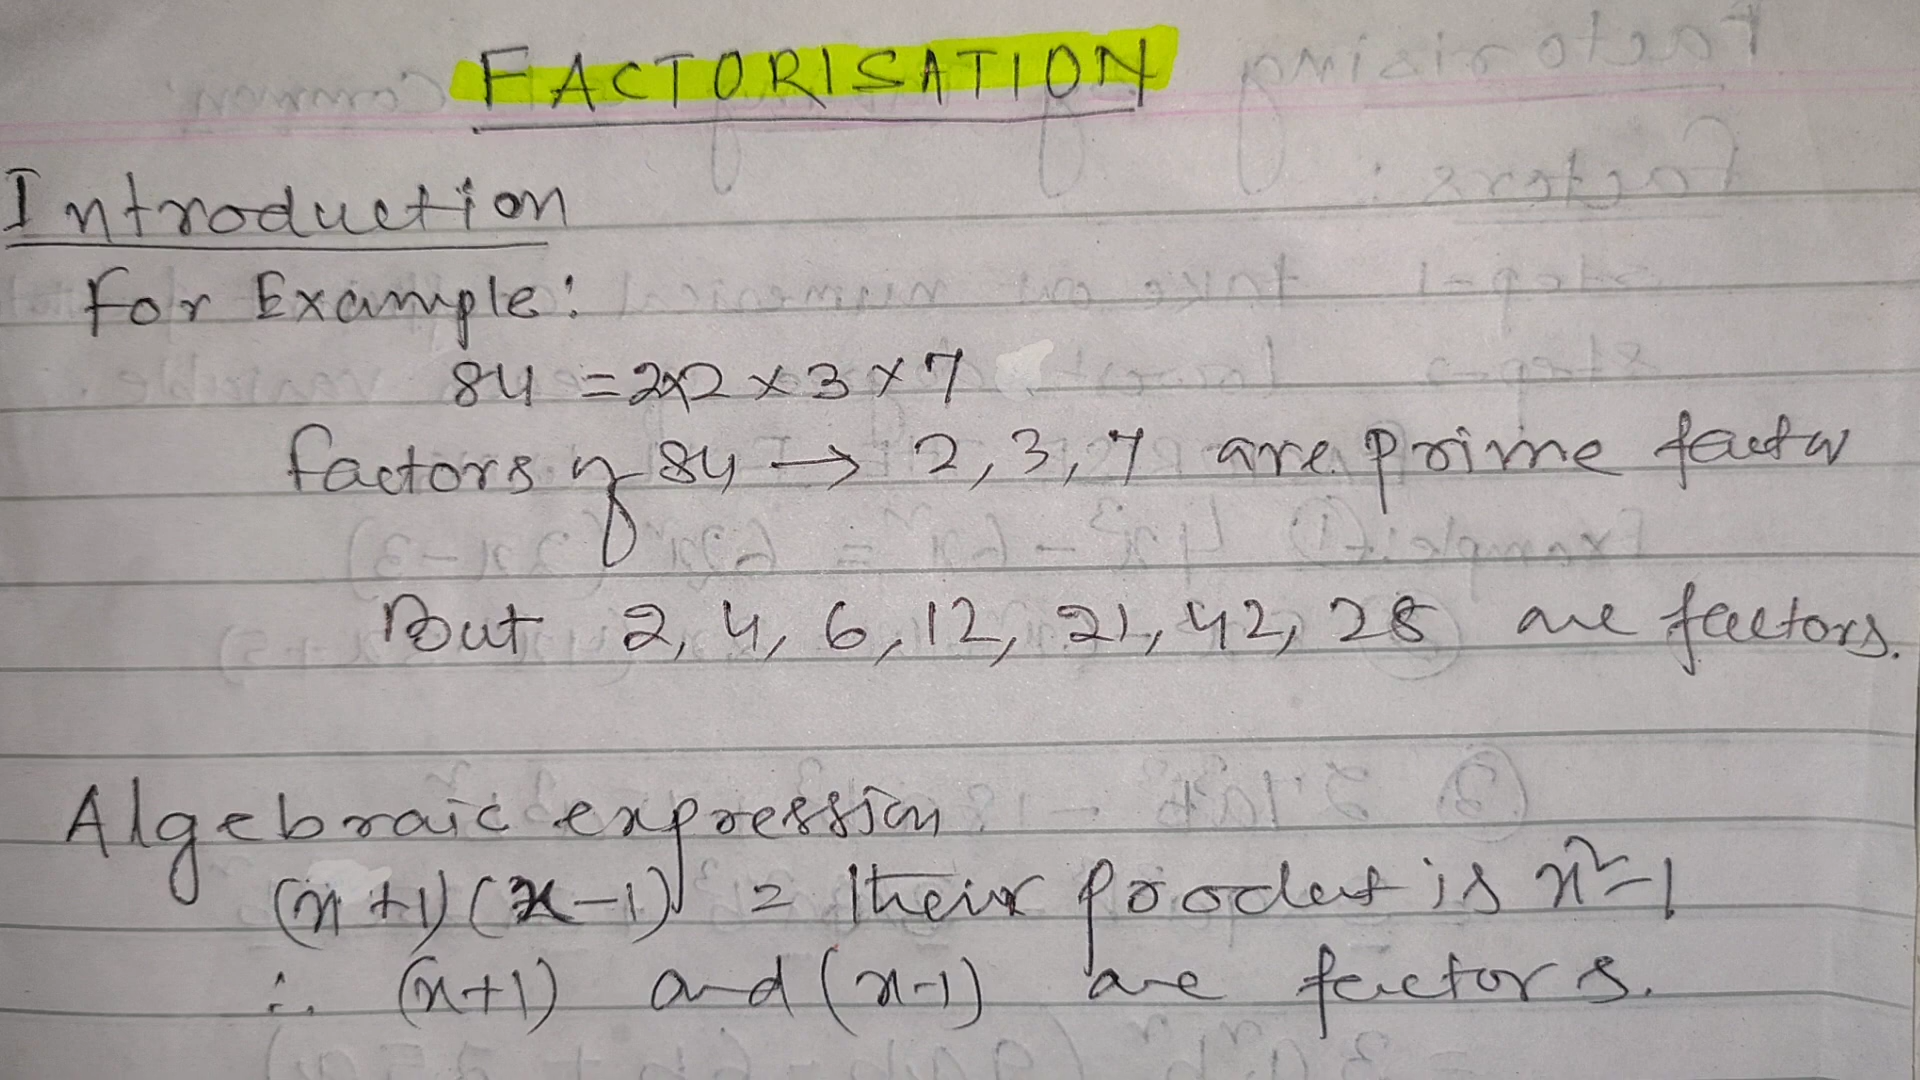 FACTORISATION
Introduction
For Example:
84 = 2×2 × 3 × 7
factors of 84 → 2, 3, 7 are prime factor
But 2, 4, 6, 12, 21, 42, 28 are factors.
Algebraic expression
(x+1)(x-1) = their product is x²-1
∴ (x+1) and (x-1) are factors.